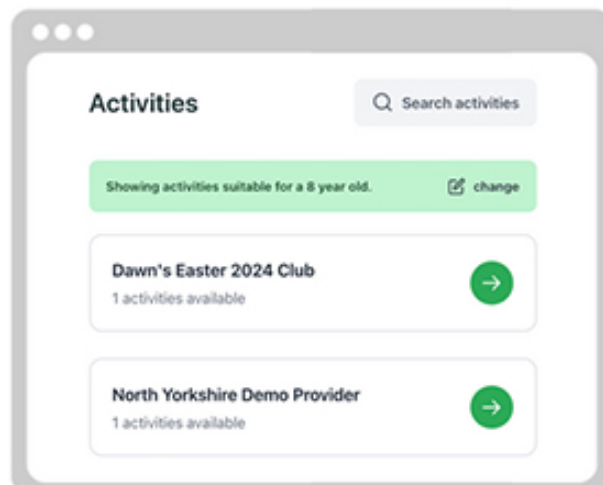 Activities
Search activities
Showing activities suitable for a 8 year old.
change
Dawn's Easter 2024 Club
1 activities available
North Yorkshire Demo Provider
1 activities available